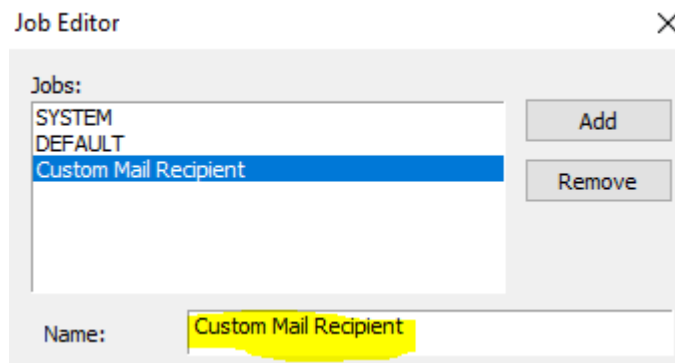 Job Editor
Jobs:
SYSTEM
DEFAULT
Custom Mail Recipient
Add
Remove
Name:
Custom Mail Recipient